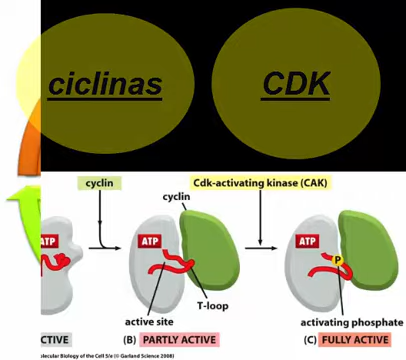 ciclinas CDK
cyclin
Cdk-activating kinase (CAK)
cyclin
ATP
ATP
ATP
P
T-loop
active site
activating phosphate
CTIVE
(B) PARTLY ACTIVE
(C) FULLY ACTIVE
olecular Biology of the Cell 5/e (© Garland Science 2008)